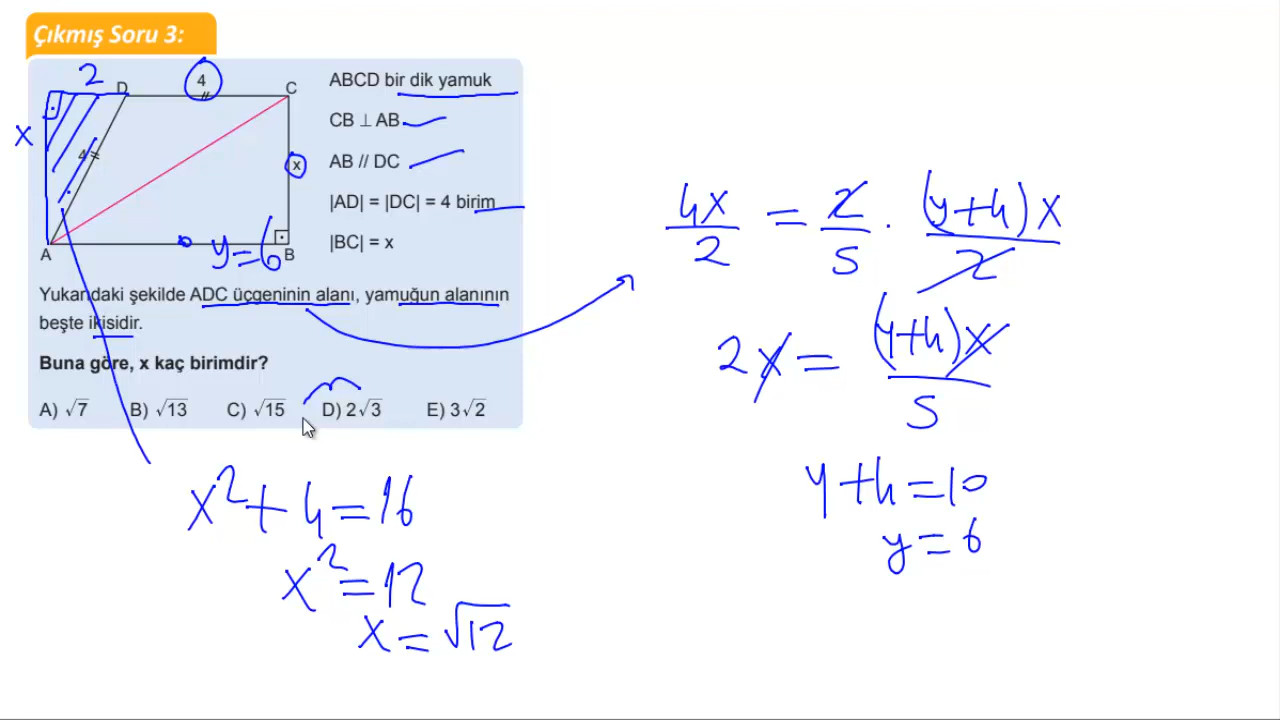 Çıkmış Soru 3:
2
D
4
C
x
4
x
A
y=6
B
ABCD bir dik yamuk
CB ⊥ AB
AB // DC
|AD| = |DC| = 4 birim
|BC| = x
Yukarıdaki şekilde ADC üçgeninin alanı, yamuğun alanının
beşte ikisidir.
Buna göre, x kaç birimdir?
A) √7 B) √13 C) √15 D) 2√3 E) 3√2
x² + 4 = 16
x² = 12
x = √12
4x/2 = 2/5 · (y+4)x/2
2x = (y+4)x/5
y+4=10
y=6